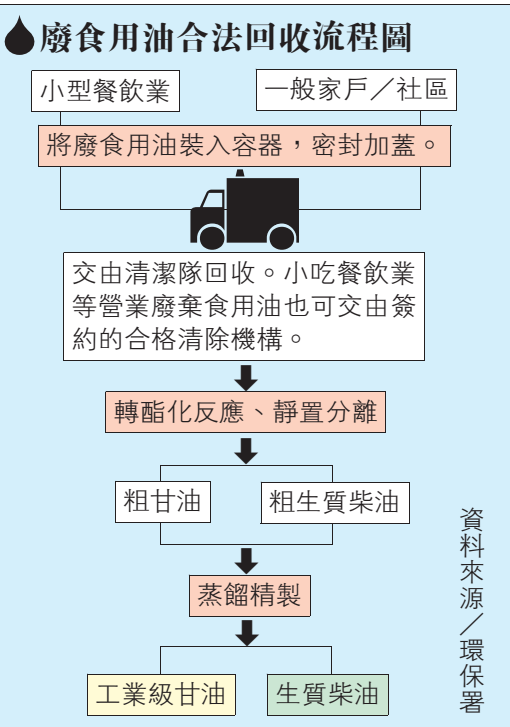 廢食用油合法回收流程圖
小型餐飲業
一般家戶／社區
將廢食用油裝入容器，密封加蓋。
交由清潔隊回收。小吃餐飲業
等營業廢棄食用油也可交由簽
約的合格清除機構。
轉酯化反應、靜置分離
粗甘油
粗生質柴油
蒸餾精製
工業級甘油
生質柴油
資料來源／環保署